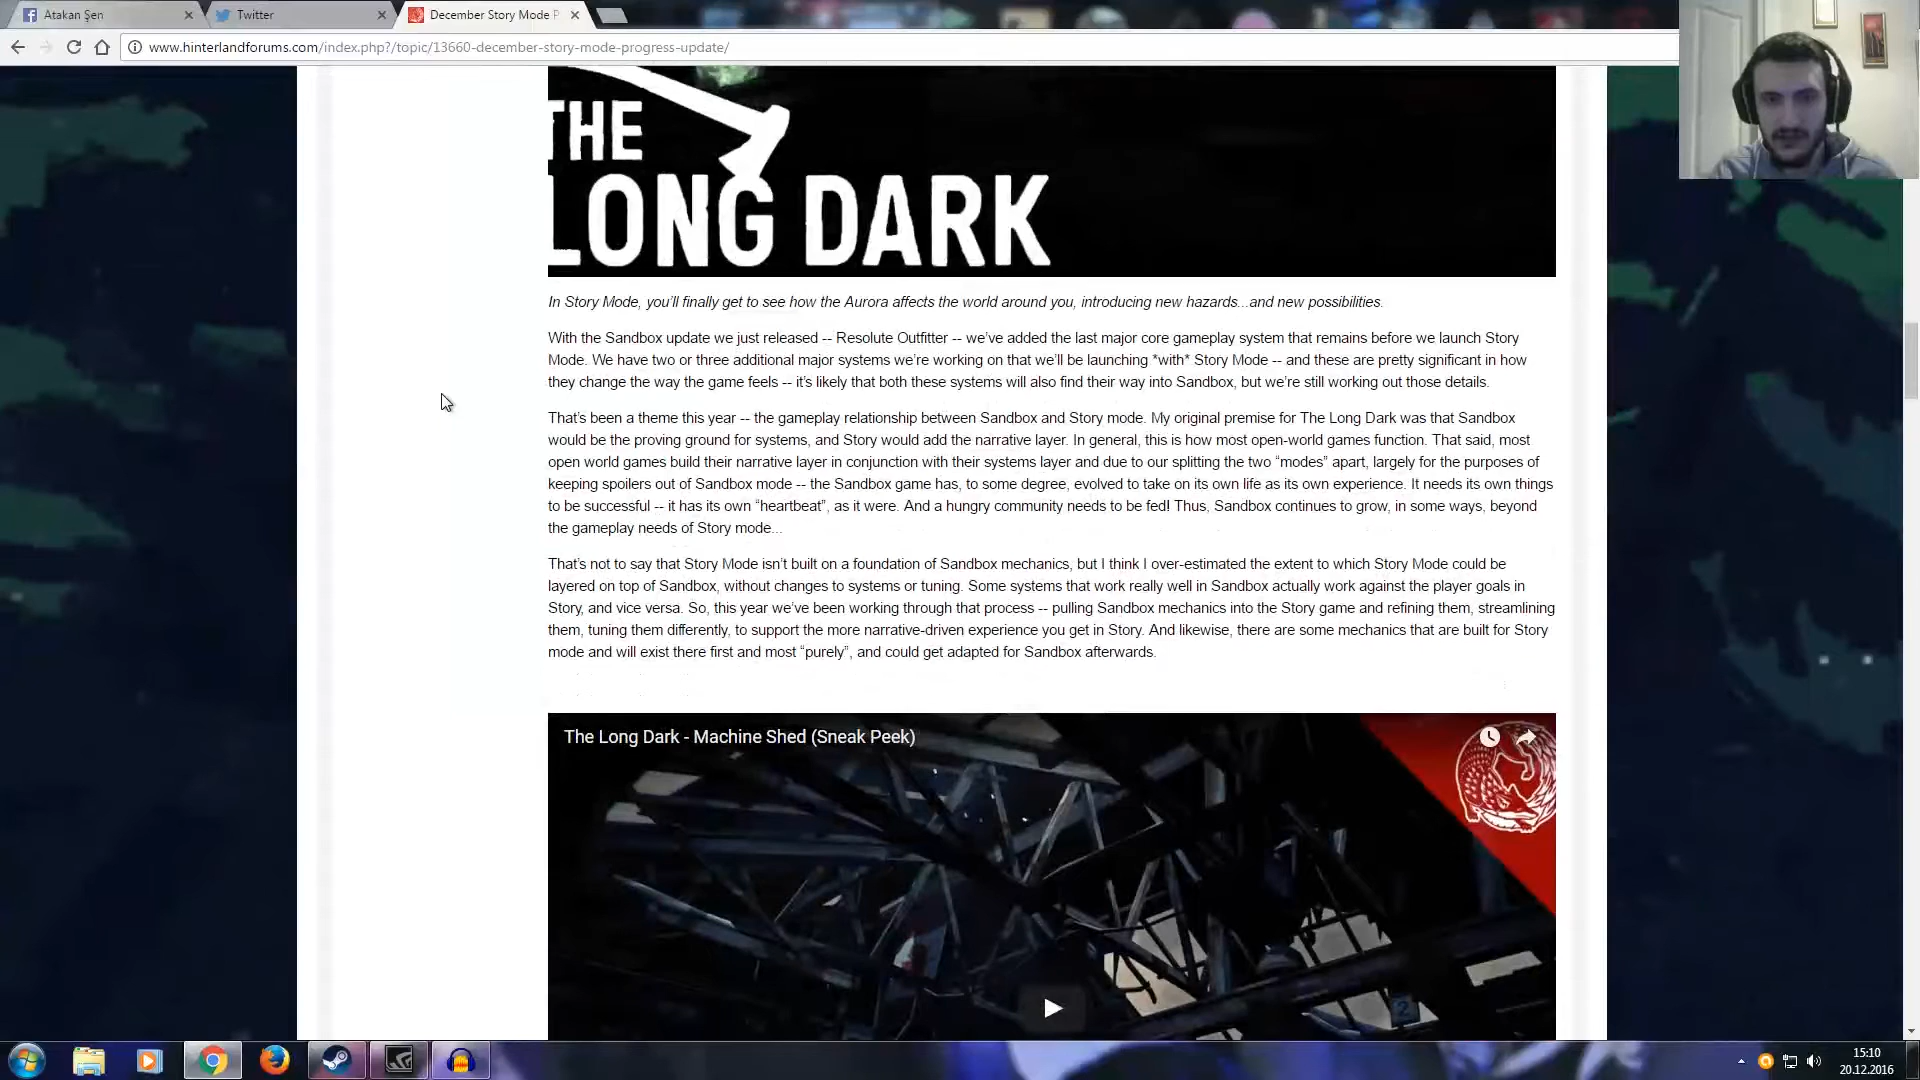 Atakan Şen
Twitter
December Story Mode P
www.hinterlandforums.com/index.php?/topic/13660-december-story-mode-progress-update/
THE
LONG DARK
In Story Mode, you'll finally get to see how the Aurora affects the world around you, introducing new hazards...and new possibilities.
With the Sandbox update we just released -- Resolute Outfitter -- we've added the last major core gameplay system that remains before we launch Story
Mode. We have two or three additional major systems we're working on that we'll be launching *with* Story Mode -- and these are pretty significant in how
they change the way the game feels -- it's likely that both these systems will also find their way into Sandbox, but we're still working out those details.
That's been a theme this year -- the gameplay relationship between Sandbox and Story mode. My original premise for The Long Dark was that Sandbox
would be the proving ground for systems, and Story would add the narrative layer. In general, this is how most open-world games function. That said, most
open world games build their narrative layer in conjunction with their systems layer and due to our splitting the two “modes” apart, largely for the purposes of
keeping spoilers out of Sandbox mode -- the Sandbox game has, to some degree, evolved to take on its own life as its own experience. It needs its own things
to be successful -- it has its own “heartbeat”, as it were. And a hungry community needs to be fed! Thus, Sandbox continues to grow, in some ways, beyond
the gameplay needs of Story mode...
That's not to say that Story Mode isn't built on a foundation of Sandbox mechanics, but I think I over-estimated the extent to which Story Mode could be
layered on top of Sandbox, without changes to systems or tuning. Some systems that work really well in Sandbox actually work against the player goals in
Story, and vice versa. So, this year we've been working through that process -- pulling Sandbox mechanics into the Story game and refining them, streamlining
them, tuning them differently, to support the more narrative-driven experience you get in Story. And likewise, there are some mechanics that are built for Story
mode and will exist there first and most “purely”, and could get adapted for Sandbox afterwards.
The Long Dark - Machine Shed (Sneak Peek)
2
15:10
20.12.2016